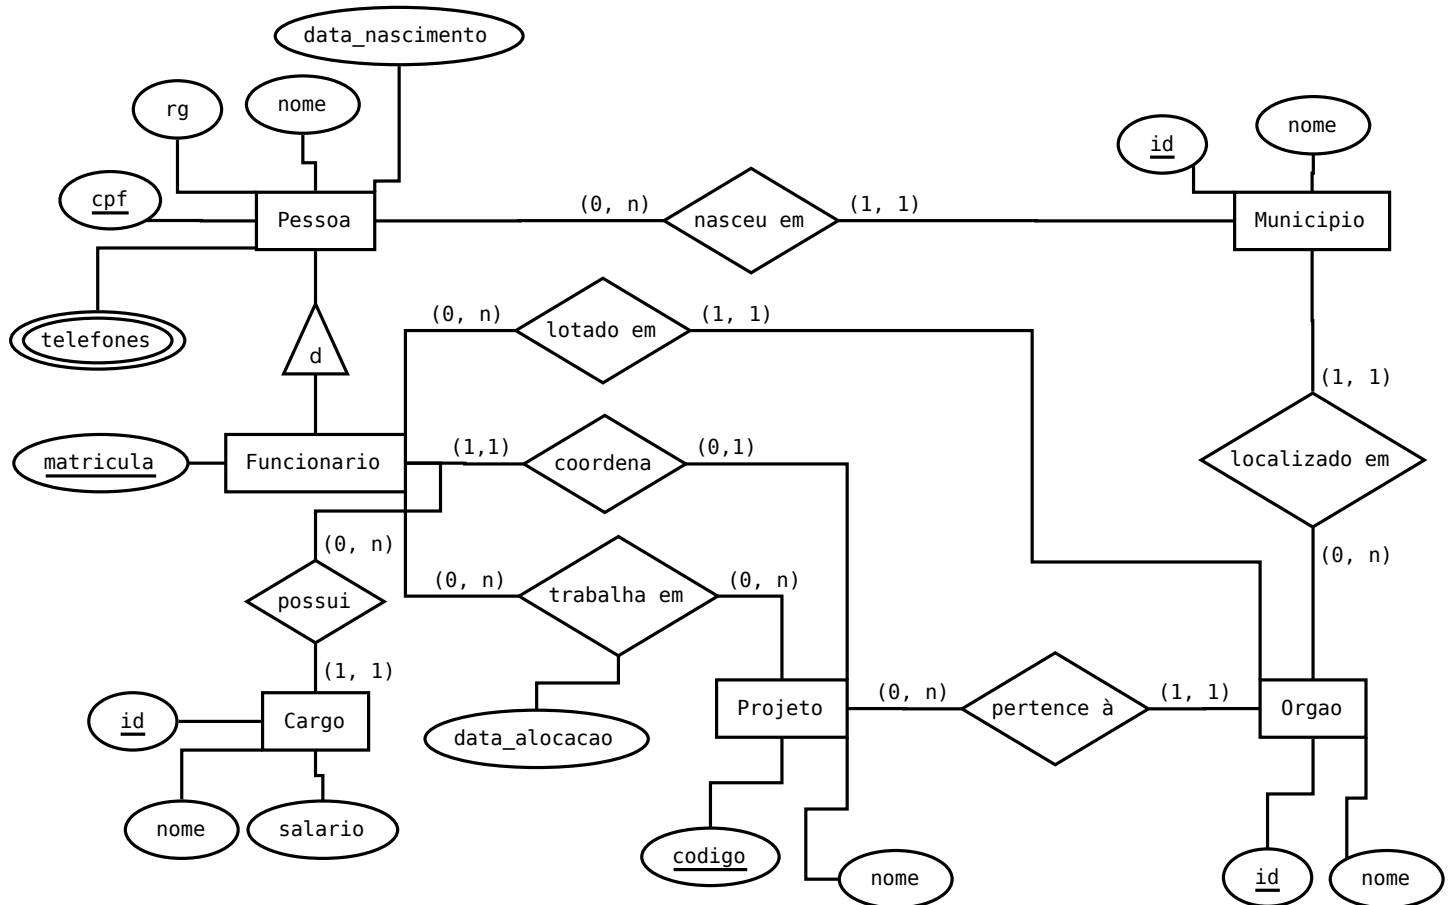 data_nascimento
rg
nome
cpf
Pessoa
telefones
(0, n)
nasceu em
(1, 1)
id
nome
Municipio
(0, n)
lotado em
(1, 1)
d
(1, 1)
localizado em
(0, n)
matricula
Funcionario
(1,1)
coordena
(0,1)
(0, n)
possui
(1, 1)
(0, n)
trabalha em
(0, n)
data_alocacao
id
Cargo
nome
salario
Projeto
(0, n)
pertence à
(1, 1)
Orgao
codigo
nome
id
nome